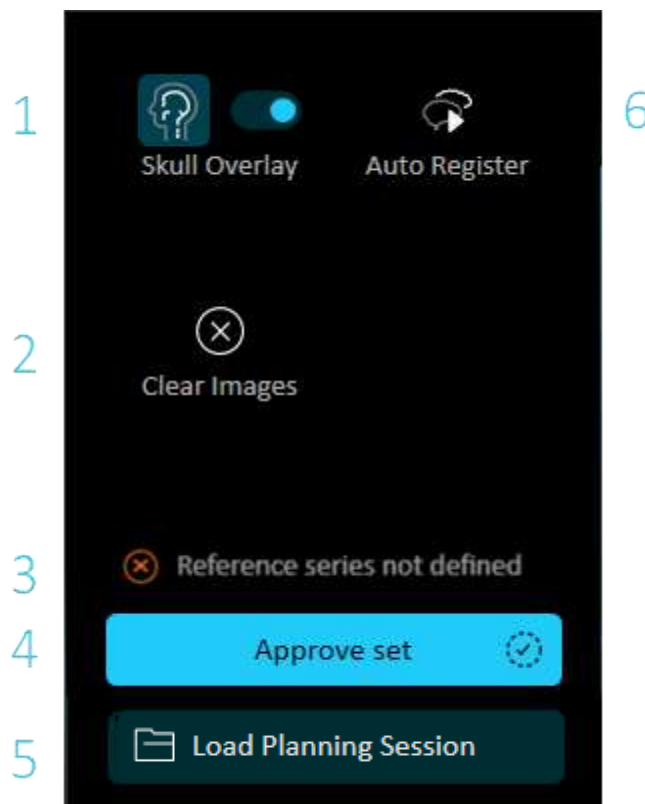 1
Skull Overlay
Auto Register
6
2
Clear Images
3
Reference series not defined
4
Approve set
5
Load Planning Session